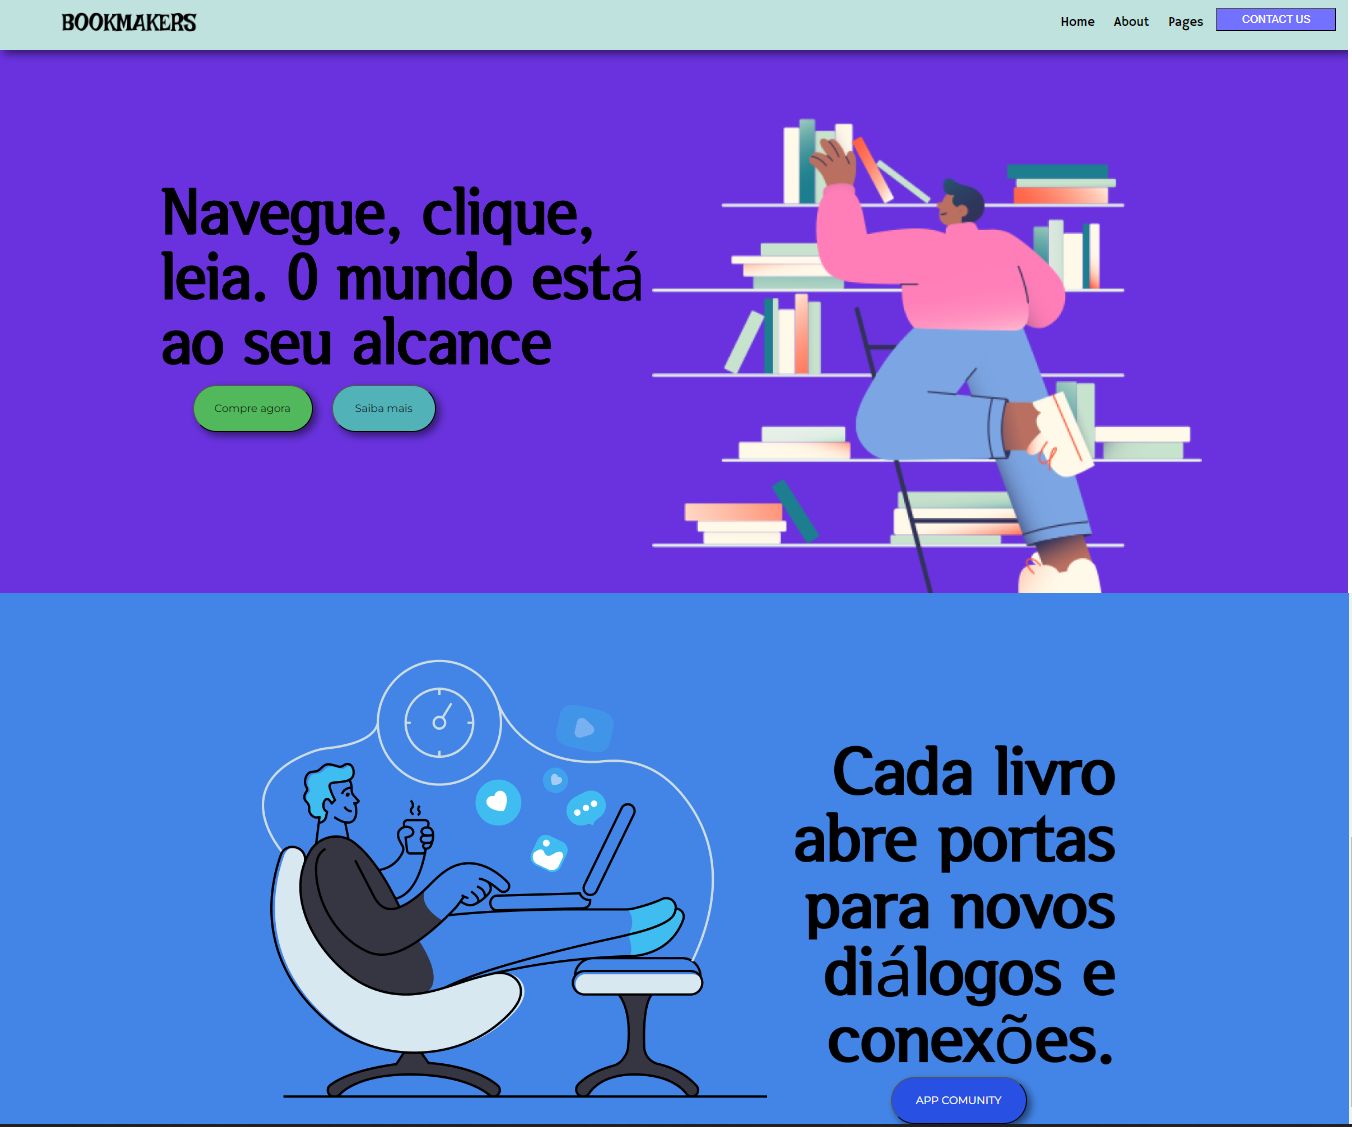 BOOKMAKERS
Home About Pages CONTACT US
Navegue, clique,
leia. O mundo está
ao seu alcance
Compre agora Saiba mais
Cada livro
abre portas
para novos
diálogos e
conexões.
APP COMUNITY